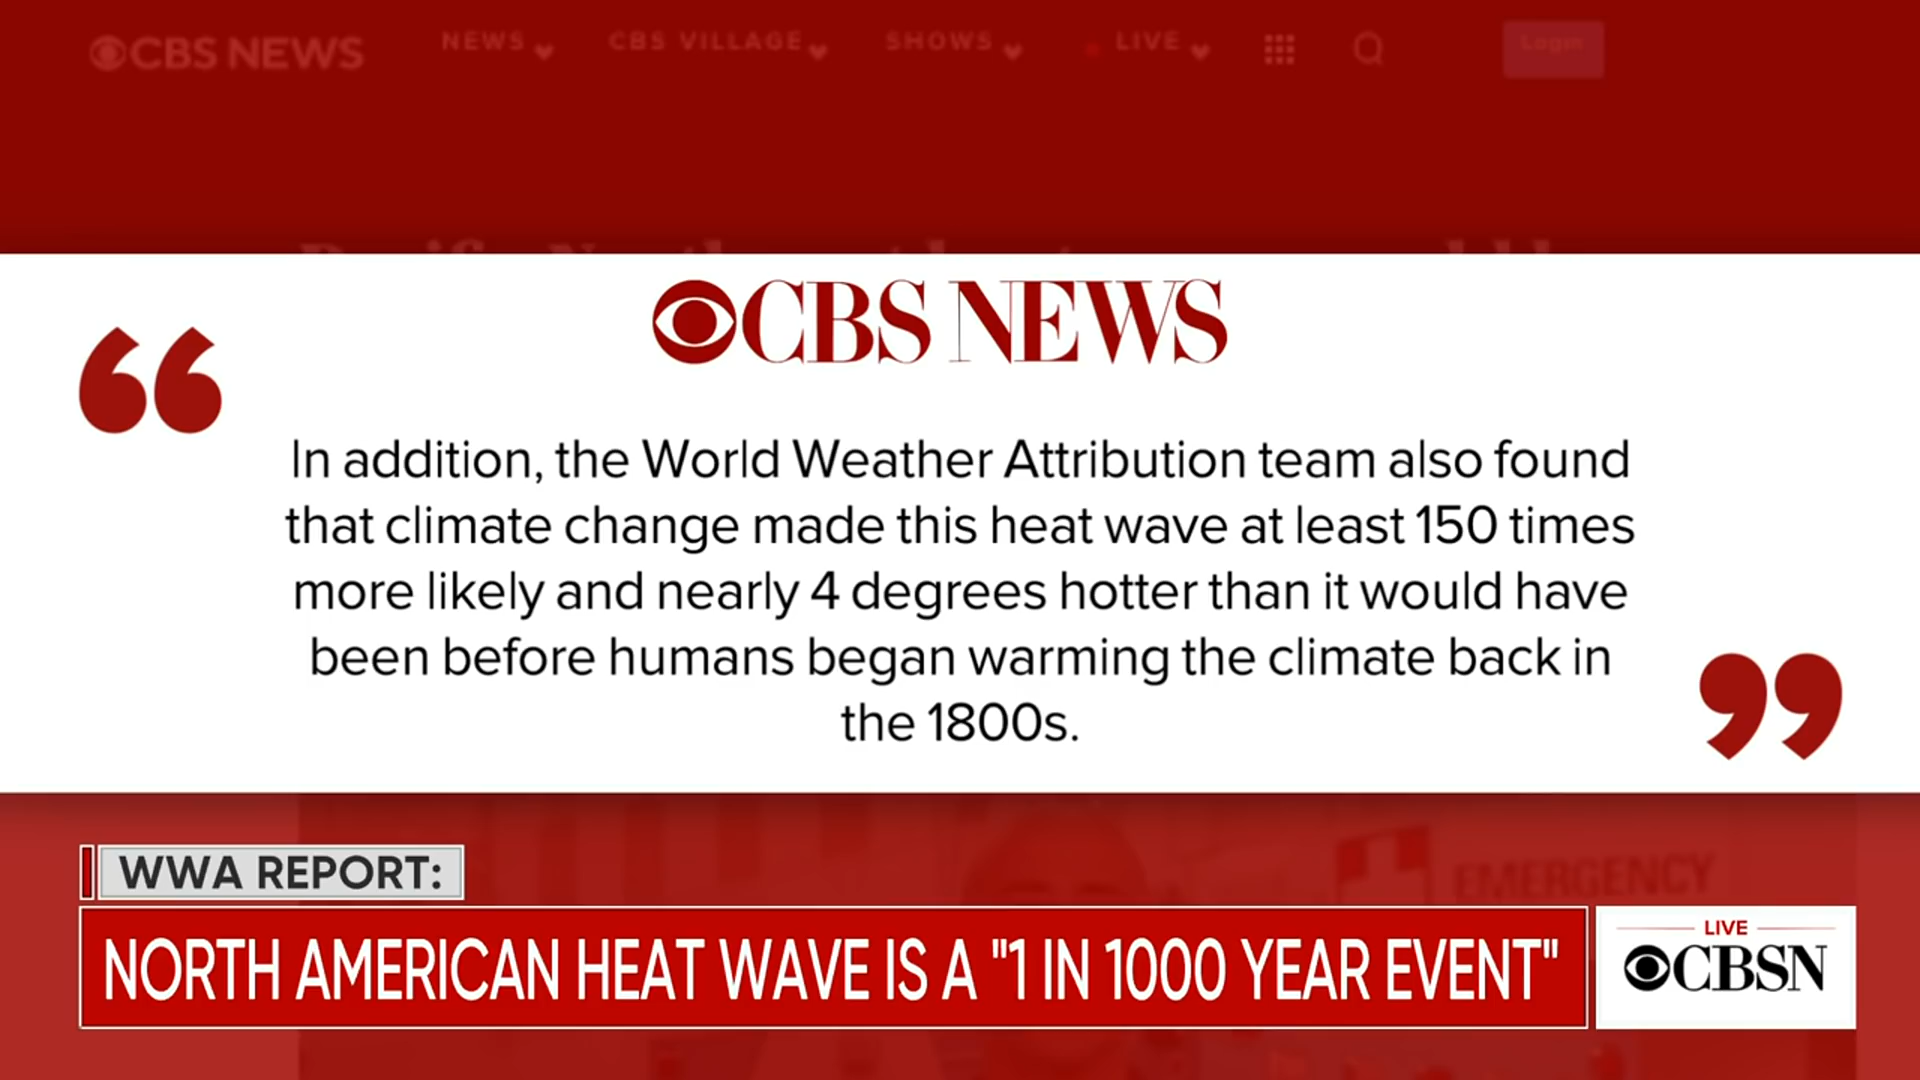 CBS NEWS
NEWS
CBS VILLAGE
SHOWS
LIVE
Login
CBS NEWS
“
In addition, the World Weather Attribution team also found
that climate change made this heat wave at least 150 times
more likely and nearly 4 degrees hotter than it would have
been before humans began warming the climate back in
the 1800s.
”
EMERGENCY
WWA REPORT:
NORTH AMERICAN HEAT WAVE IS A "1 IN 1000 YEAR EVENT"
LIVE
CBSN